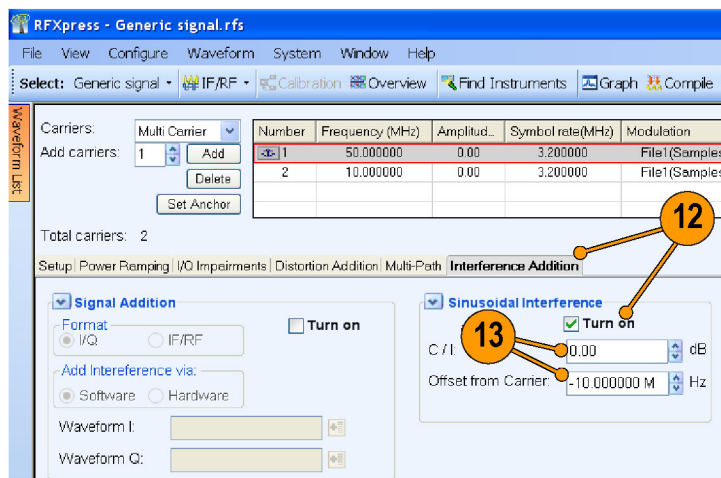 RFXpress - Generic signal.rfs
File View Configure Waveform System Window Help
Select: Generic signal IF/RF Calibration Overview Find Instruments Graph Compile
Waveform List
Carriers: Multi Carrier
Add carriers: 1 Add
Delete
Set Anchor
Total carriers: 2
Number Frequency (MHz) Amplitud... Symbol rate(MHz) Modulation
1 50.000000 0.00 3.200000 File1(Samples
2 10.000000 0.00 3.200000 File1(Samples
12
Setup Power Ramping I/Q Impairments Distortion Addition Multi-Path Interference Addition
Signal Addition
Format
I/Q IF/RF
Turn on
Add Intereference via:
Software Hardware
Waveform I:
Waveform Q:
Sinusoidal Interference
Turn on
13
C / I: 0.00 dB
Offset from Carrier: -10.000000 M Hz